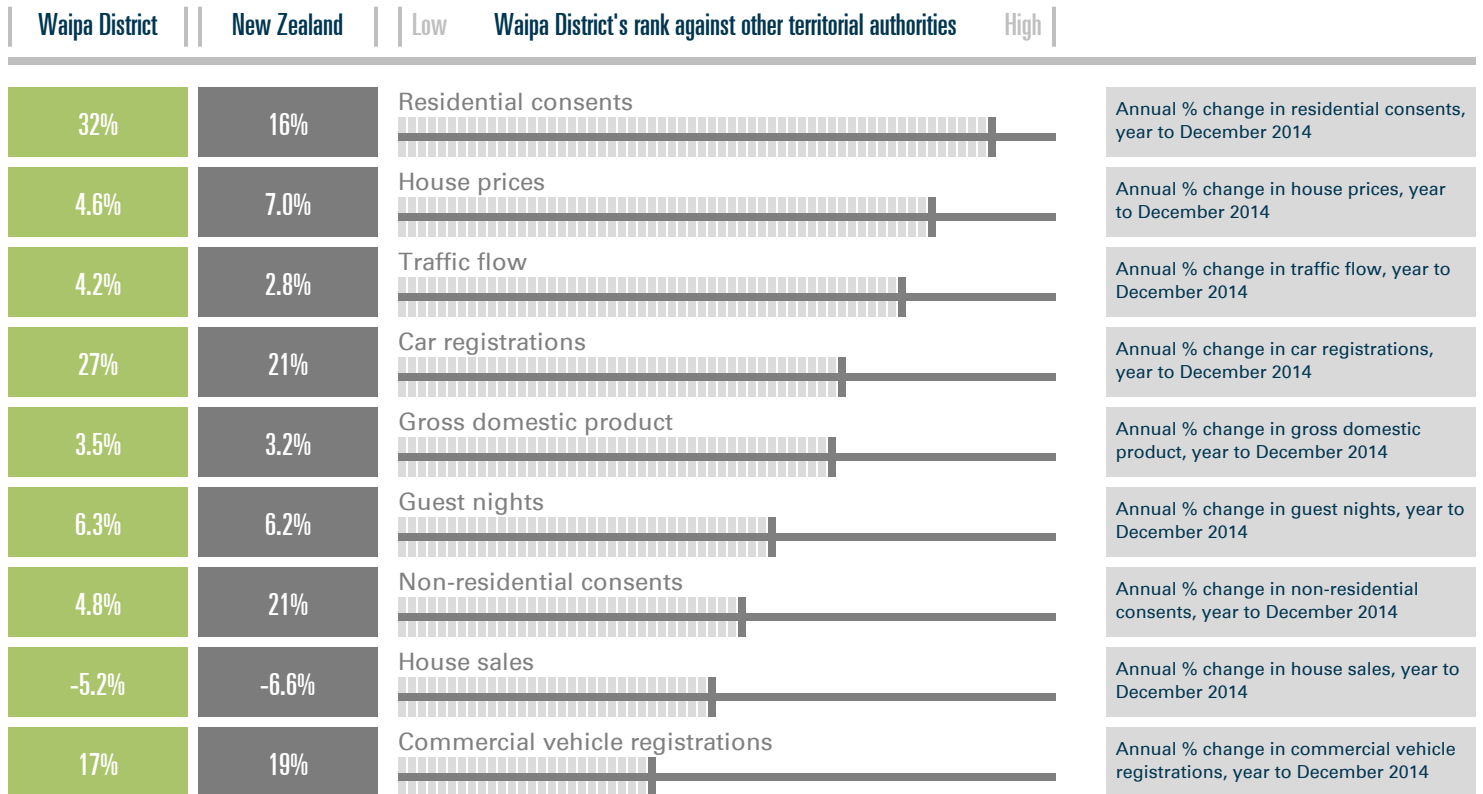 Waipa District
New Zealand
Low
Waipa District's rank against other territorial authorities
High
32%
16%
Residential consents
Annual % change in residential consents,
year to December 2014
4.6%
7.0%
House prices
Annual % change in house prices, year
to December 2014
4.2%
2.8%
Traffic flow
Annual % change in traffic flow, year to
December 2014
27%
21%
Car registrations
Annual % change in car registrations,
year to December 2014
3.5%
3.2%
Gross domestic product
Annual % change in gross domestic
product, year to December 2014
6.3%
6.2%
Guest nights
Annual % change in guest nights, year to
December 2014
4.8%
21%
Non-residential consents
Annual % change in non-residential
consents, year to December 2014
-5.2%
-6.6%
House sales
Annual % change in house sales, year to
December 2014
17%
19%
Commercial vehicle registrations
Annual % change in commercial vehicle
registrations, year to December 2014